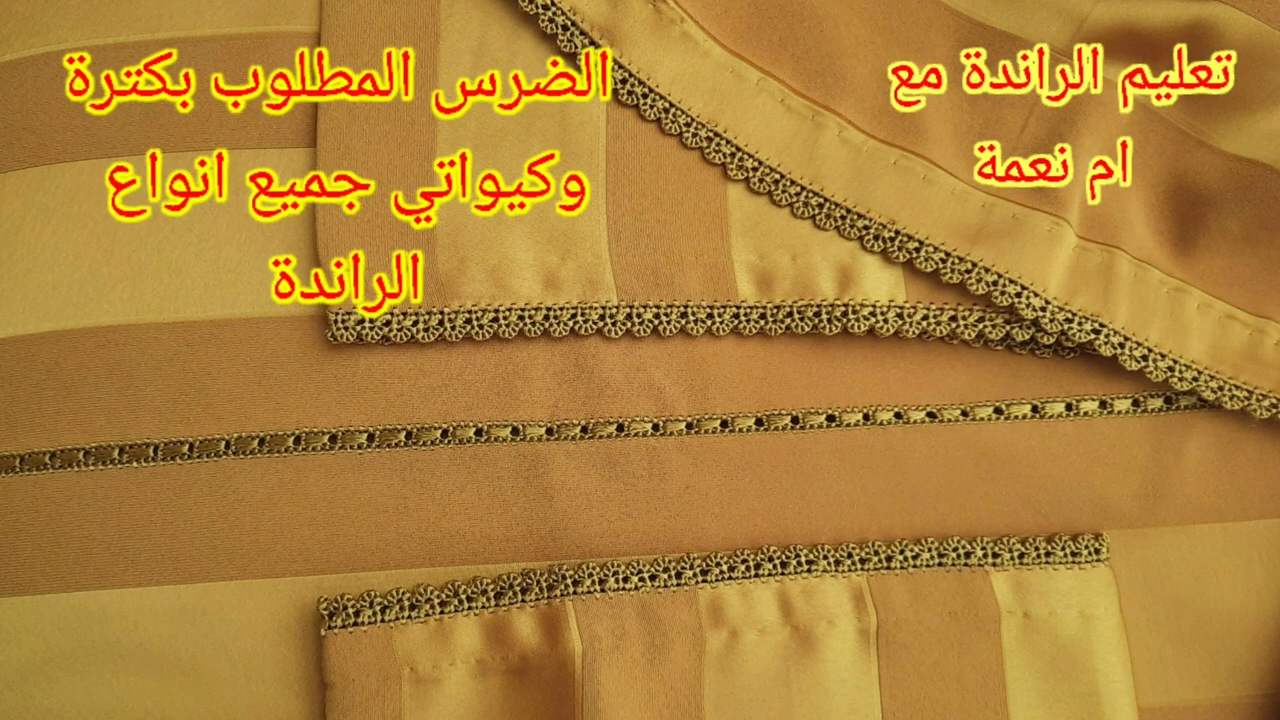 تعليم الراندة مع
ام نعمة
الضرس المطلوب بكترة
وكيواتي جميع انواع
الراندة